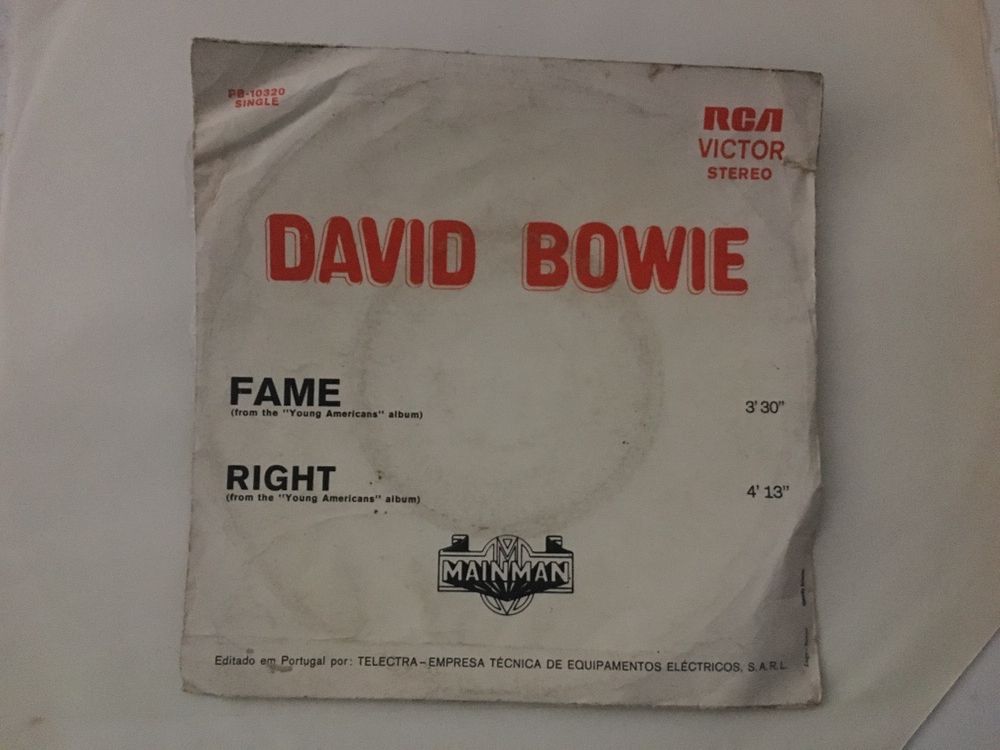 PB-10320
SINGLE
RCA
VICTOR
STEREO
DAVID BOWIE
FAME
(from the "Young Americans" album)
3'30"
RIGHT
(from the "Young Americans" album)
4'13"
M
MAINMAN
Editado em Portugal por: TELECTRA-EMPRESA TÉCNICA DE EQUIPAMENTOS ELÉCTRICOS, S.A.R.L.